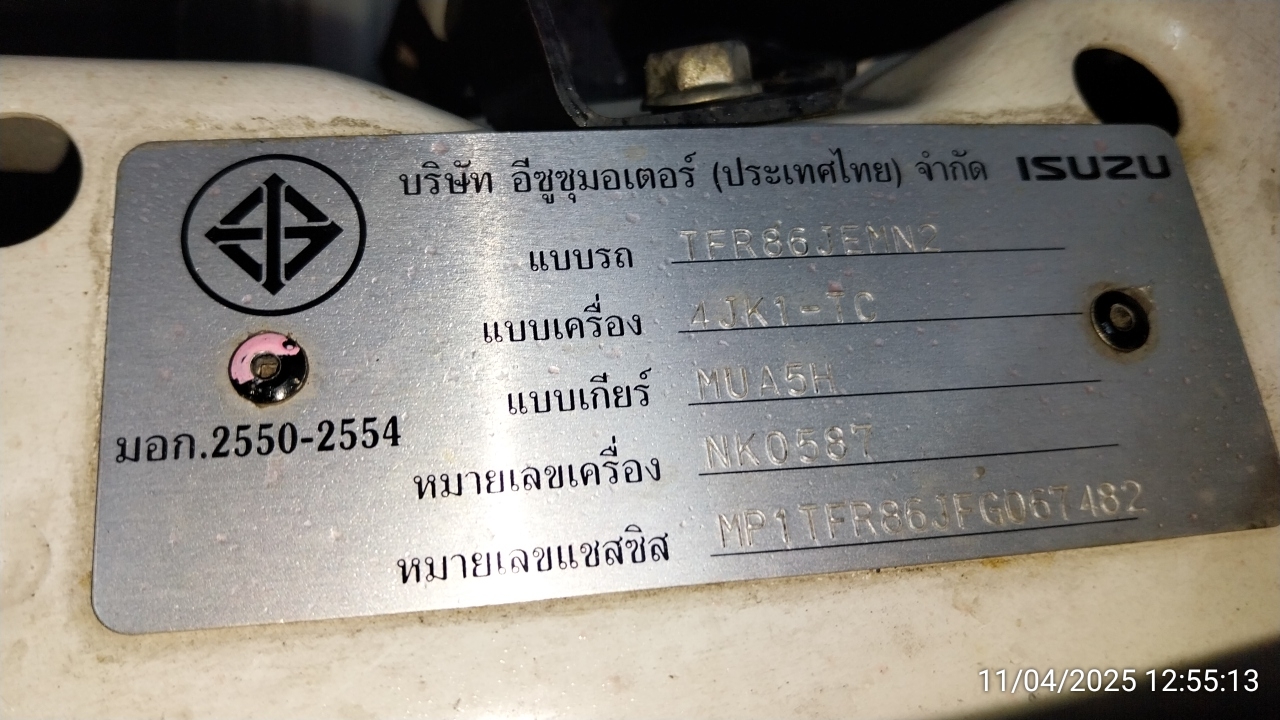 บริษัท อีซูซุมอเตอร์ (ประเทศไทย) จำกัด ISUZU
แบบรถ TFR86JEMN2
แบบเครื่อง 4JK1-TC
แบบเกียร์ MUA5H
มอก.2550-2554
หมายเลขเครื่อง NK0587
หมายเลขแชสซิส MP1TFR86JFG067482
11/04/2025 12:55:13